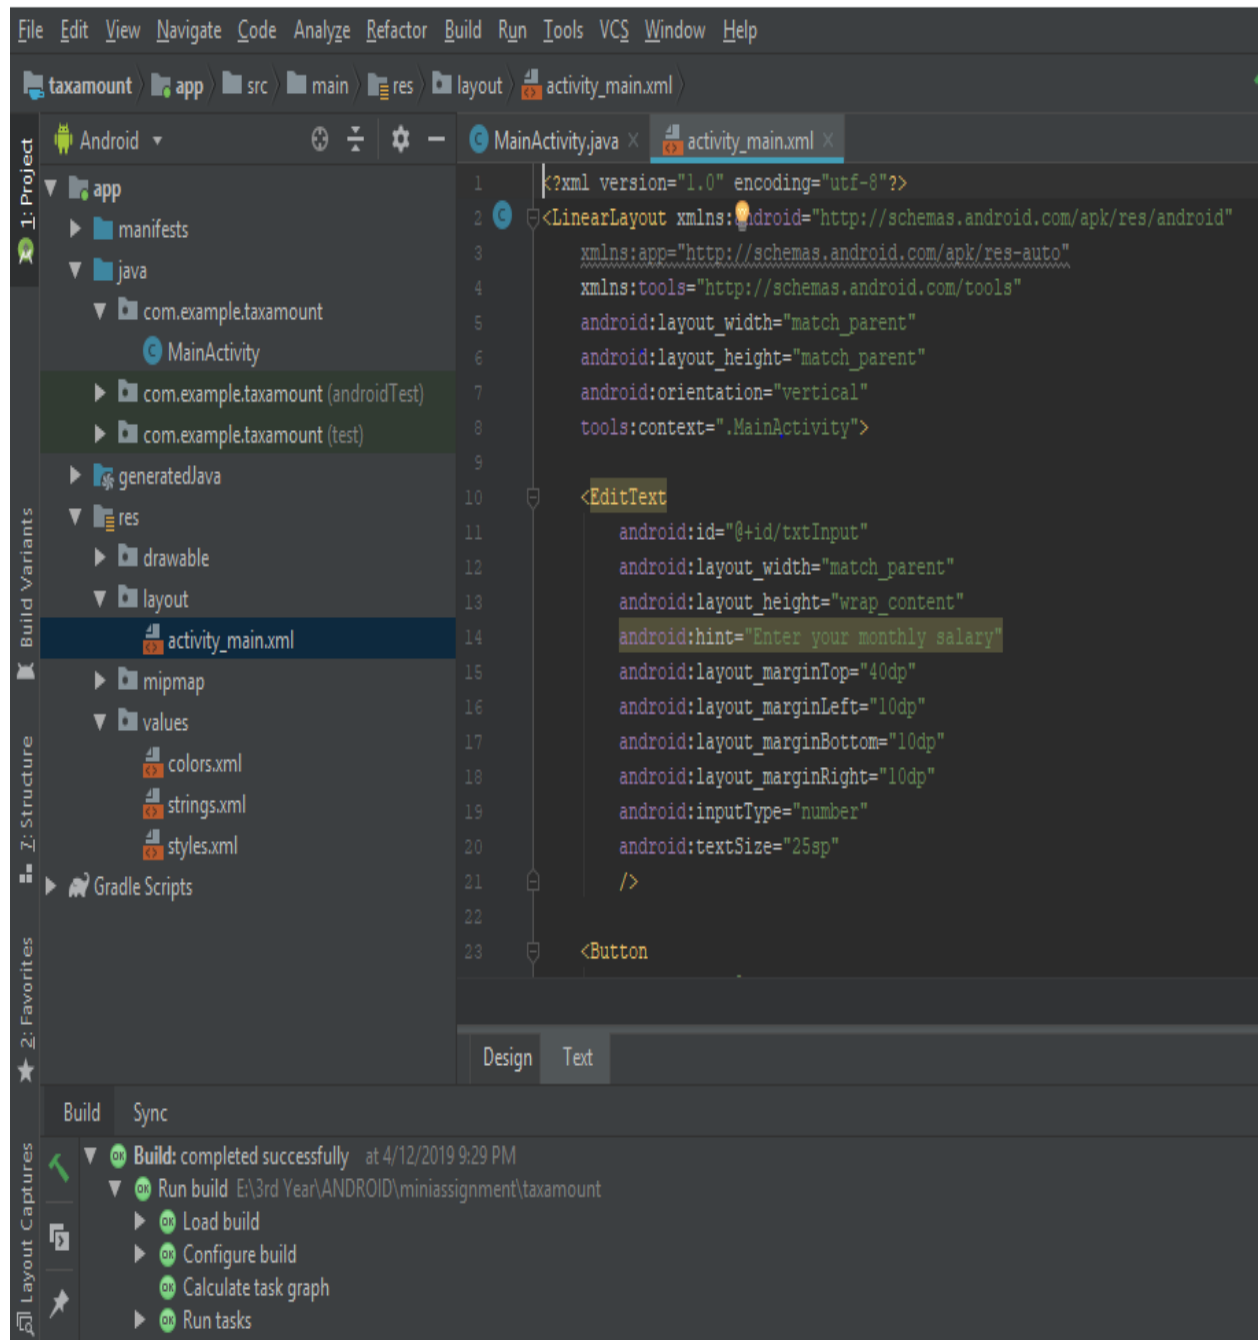 File Edit View Navigate Code Analyze Refactor Build Run Tools VCS Window Help
taxamount app src main res layout activity_main.xml
1: Project
Build Variants
7: Structure
2: Favorites
Layout Captures
Android
app
manifests
java
com.example.taxamount
MainActivity
com.example.taxamount (androidTest)
com.example.taxamount (test)
generatedJava
res
drawable
layout
activity_main.xml
mipmap
values
colors.xml
strings.xml
styles.xml
Gradle Scripts
MainActivity.java activity_main.xml
1 <?xml version="1.0" encoding="utf-8"?>
2 <LinearLayout xmlns:android="http://schemas.android.com/apk/res/android"
3 xmlns:app="http://schemas.android.com/apk/res-auto"
4 xmlns:tools="http://schemas.android.com/tools"
5 android:layout_width="match_parent"
6 android:layout_height="match_parent"
7 android:orientation="vertical"
8 tools:context=".MainActivity">
9
10 <EditText
11 android:id="@+id/txtInput"
12 android:layout_width="match_parent"
13 android:layout_height="wrap_content"
14 android:hint="Enter your monthly salary"
15 android:layout_marginTop="40dp"
16 android:layout_marginLeft="10dp"
17 android:layout_marginBottom="10dp"
18 android:layout_marginRight="10dp"
19 android:inputType="number"
20 android:textSize="25sp"
21 />
22
23 <Button
Design Text
Build Sync
Build: completed successfully at 4/12/2019 9:29 PM
Run build E:\3rd Year\ANDROID\miniassignment\taxamount
Load build
Configure build
Calculate task graph
Run tasks